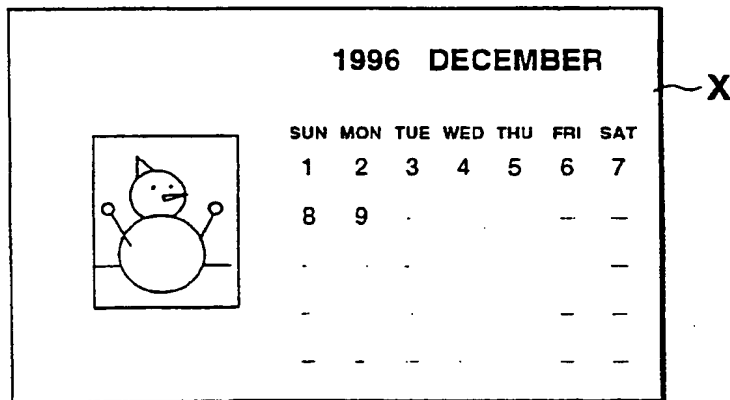 1996 DECEMBER
X
SUN MON TUE WED THU FRI SAT
1 2 3 4 5 6 7
8 9 . — —
. . . —
- . — —
- - - . — —